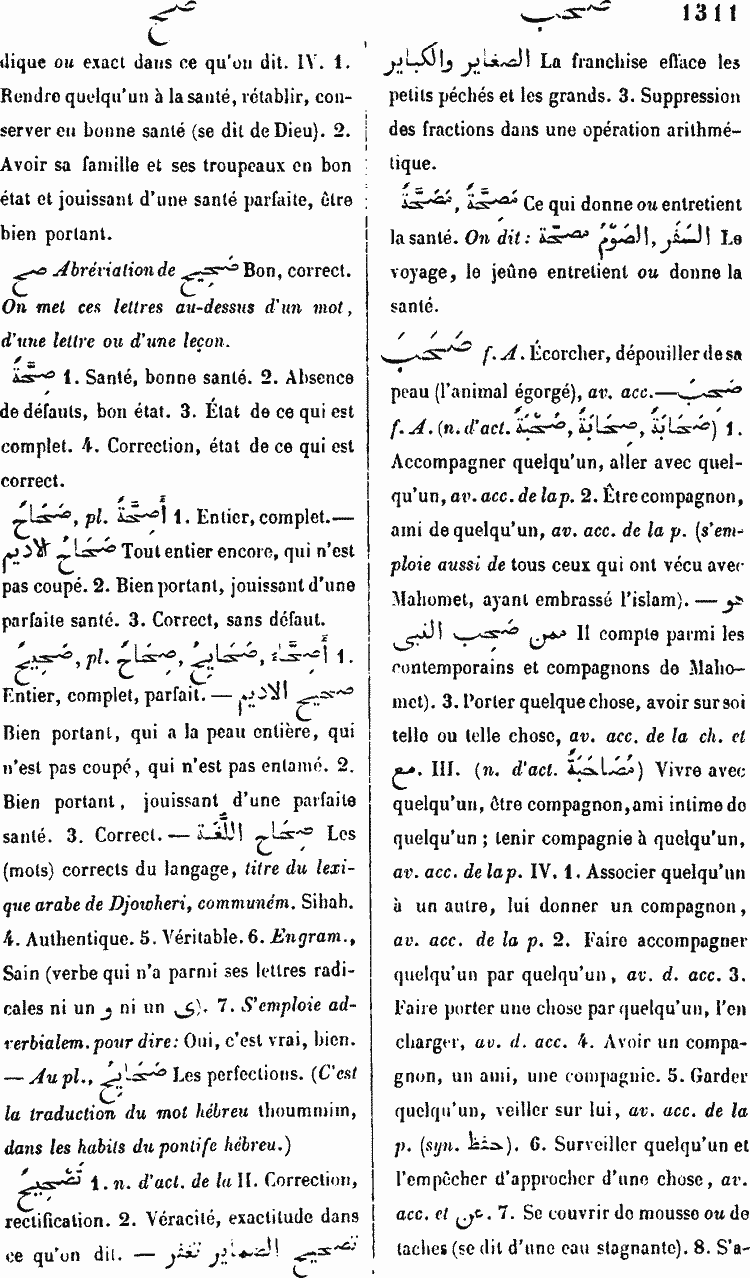 صح
صحب
1311
dique ou exact dans ce qu'on dit. IV. 1.
Rendre quelqu'un à la santé, rétablir, con-
server en bonne santé (se dit de Dieu). 2.
Avoir sa famille et ses troupeaux en bon
état et jouissant d'une santé parfaite, être
bien portant.
صح Abréviation de صَحِيح Bon, correct.
On met ces lettres au-dessus d'un mot,
d'une lettre ou d'une leçon.
صِحَّةٌ 1. Santé, bonne santé. 2. Absence
de défauts, bon état. 3. État de ce qui est
complet. 4. Correction, état de ce qui est
correct.
صَحَاحٌ, pl. أَصِحَّةٌ 1. Entier, complet.—
صَحَاحُ الاديم Tout entier encore, qui n'est
pas coupé. 2. Bien portant, jouissant d'une
parfaite santé. 3. Correct, sans défaut.
صَحِيحٌ, pl. صِحَاحٌ, صَحَايِحُ, أَصِحَّاءُ 1.
Entier, complet, parfait. — صحيح الاديم
Bien portant, qui a la peau entière, qui
n'est pas coupé, qui n'est pas entamé. 2.
Bien portant, jouissant d'une parfaite
santé. 3. Correct. — صِحَاح اللُّغَة Les
(mots) corrects du langage, titre du lexi-
que arabe de Djowheri, communém. Sihah.
4. Authentique. 5. Véritable. 6. En gram.,
Sain (verbe qui n'a parmi ses lettres radi-
cales ni un و ni un ى). 7. S'emploie ad-
verbialem. pour dire: Oui, c'est vrai, bien.
— Au pl., صَحَايِحُ Les perfections. (C'est
la traduction du mot hébreu thoummim,
dans les habits du pontife hébreu.)
تَصْحِيحٌ 1. n. d'act. de la II. Correction,
rectification. 2. Véracité, exactitude dans
ce qu'on dit. — تصحيح الضماير تغفر
الصغاير والكباير La franchise efface les
petits péchés et les grands. 3. Suppression
des fractions dans une opération arithmé-
tique.
مَصَحَّةٌ, مَصِحَّةٌ Ce qui donne ou entretient
la santé. On dit: السَّفَر, الصَّوْمُ مصحّة Le
voyage, le jeûne entretient ou donne la
santé.
صَحَبَ f. A. Écorcher, dépouiller de sa
peau (l'animal égorgé), av. acc.—صَحِبَ
f. A. (n. d'act. صُحْبَةٌ, صَحَابَةٌ, صِحَابَةٌ) 1.
Accompagner quelqu'un, aller avec quel-
qu'un, av. acc. de la p. 2. Être compagnon,
ami de quelqu'un, av. acc. de la p. (s'em-
ploie aussi de tous ceux qui ont vécu avec
Mahomet, ayant embrassé l'islam). — هو
ممن صَحِب النبى Il compte parmi les
contemporains et compagnons de Maho-
met). 3. Porter quelque chose, avoir sur soi
telle ou telle chose, av. acc. de la ch. et
مع. III. (n. d'act. مُصَاحَبَةٌ) Vivre avec
quelqu'un, être compagnon, ami intime de
quelqu'un; tenir compagnie à quelqu'un,
av. acc. de la p. IV. 1. Associer quelqu'un
à un autre, lui donner un compagnon,
av. acc. de la p. 2. Faire accompagner
quelqu'un par quelqu'un, av. d. acc. 3.
Faire porter une chose par quelqu'un, l'en
charger, av. d. acc. 4. Avoir un compa-
gnon, un ami, une compagnie. 5. Garder
quelqu'un, veiller sur lui, av. acc. de la
p. (syn. حفظ). 6. Surveiller quelqu'un et
l'empêcher d'approcher d'une chose, av.
acc. et عن. 7. Se couvrir de mousse ou de
taches (se dit d'une eau stagnante). 8. S'a-